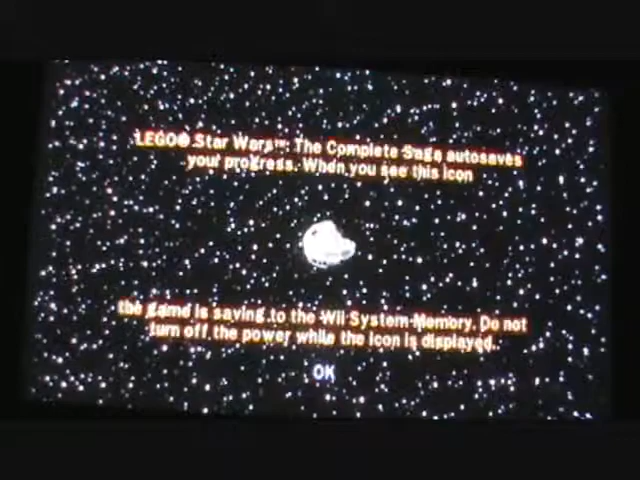 LEGO® Star Wars™: The Complete Saga autosaves
your progress. When you see this icon
the game is saving to the Wii System Memory. Do not
turn off the power while the icon is displayed.
OK